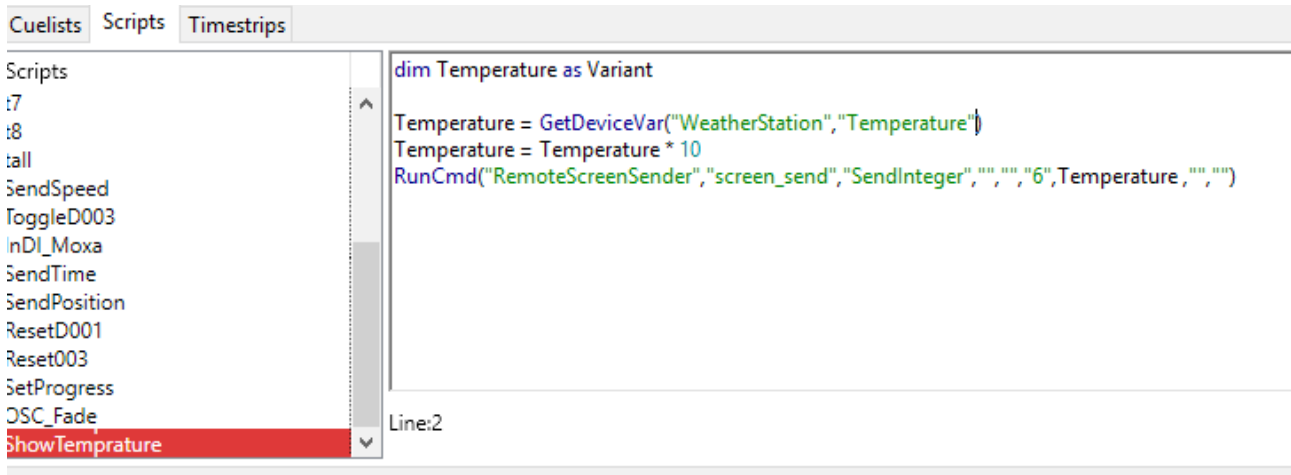 Cuelists Scripts Timestrips
Scripts
t7
t8
tall
SendSpeed
ToggleD003
InDI_Moxa
SendTime
SendPosition
ResetD001
Reset003
SetProgress
OSC_Fade
ShowTemprature
dim Temperature as Variant
Temperature = GetDeviceVar("WeatherStation","Temperature")
Temperature = Temperature * 10
RunCmd("RemoteScreenSender","screen_send","SendInteger","","","6",Temperature ,"","")
Line:2